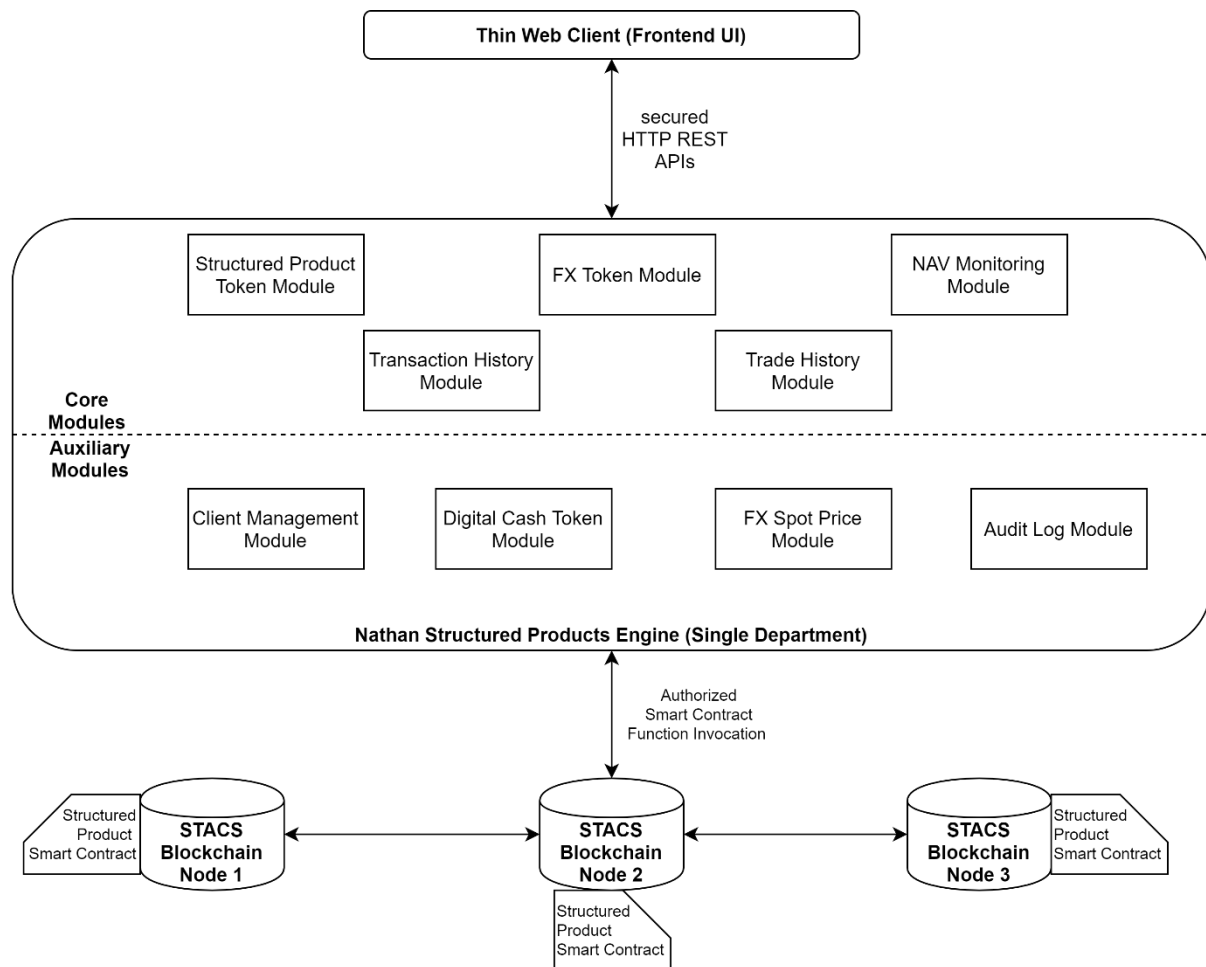 Thin Web Client (Frontend UI)
secured
HTTP REST
APIs
Structured Product
Token Module
FX Token Module
NAV Monitoring
Module
Transaction History
Module
Trade History
Module
Core
Modules
Auxiliary
Modules
Client Management
Module
Digital Cash Token
Module
FX Spot Price
Module
Audit Log Module
Nathan Structured Products Engine (Single Department)
Authorized
Smart Contract
Function Invocation
Structured
Product
Smart Contract
STACS
Blockchain
Node 1
STACS
Blockchain
Node 2
Structured
Product
Smart Contract
STACS
Blockchain
Node 3
Structured
Product
Smart Contract